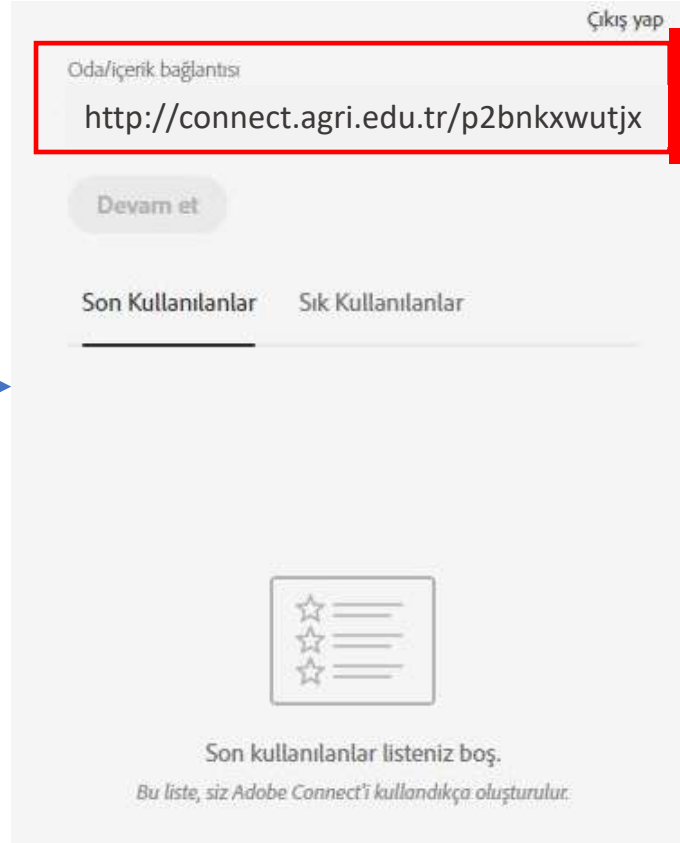 Çıkış yap
Oda/içerik bağlantısı
http://connect.agri.edu.tr/p2bnkxwutjx
Devam et
Son Kullanılanlar Sık Kullanılanlar
Son kullanılanlar listeniz boş.
Bu liste, siz Adobe Connect'i kullandıkça oluşturulur.